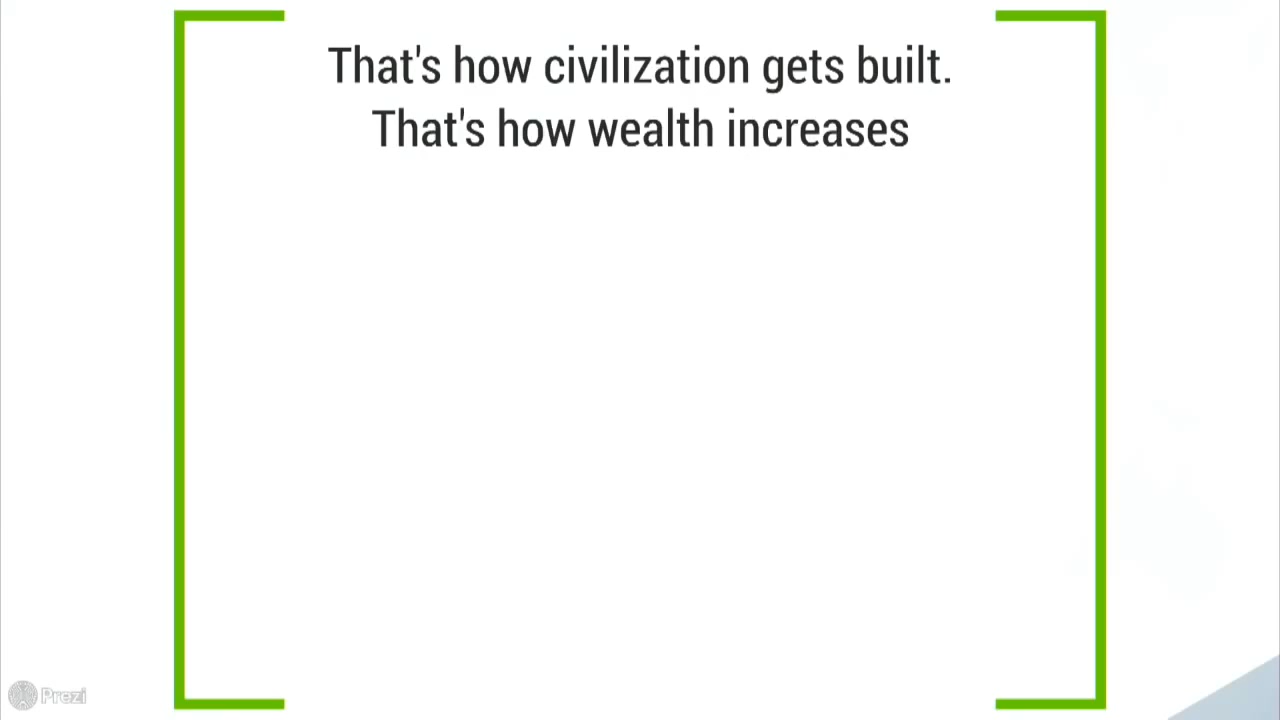 That's how civilization gets built.
That's how wealth increases
Prezi